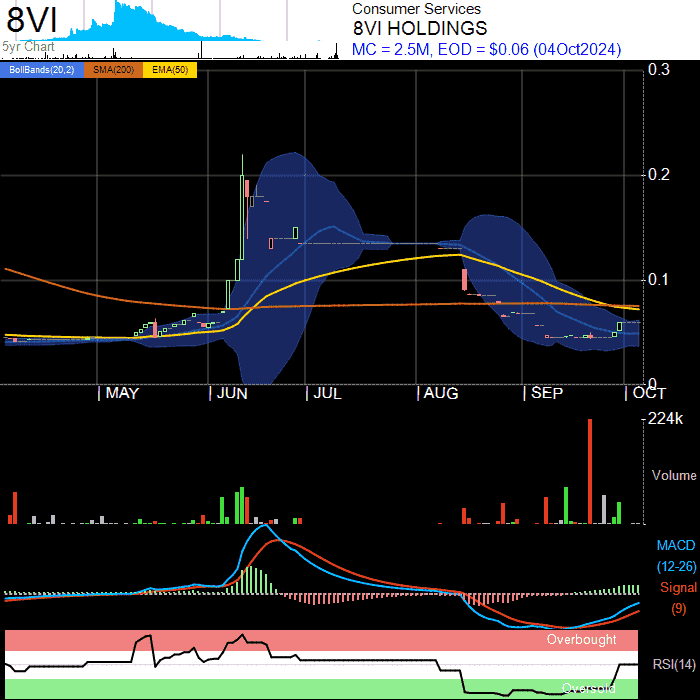 8VI
Consumer Services
8VI HOLDINGS
5yr Chart
MC = 2.5M, EOD = $0.06 (04Oct2024)
BollBands(20,2) SMA(200) EMA(50)
0.3
0.2
0.1
0
MAY JUN JUL AUG SEP OCT
224k
Volume
MACD
(12-26)
Signal
(9)
Overbought
RSI(14)
Oversold